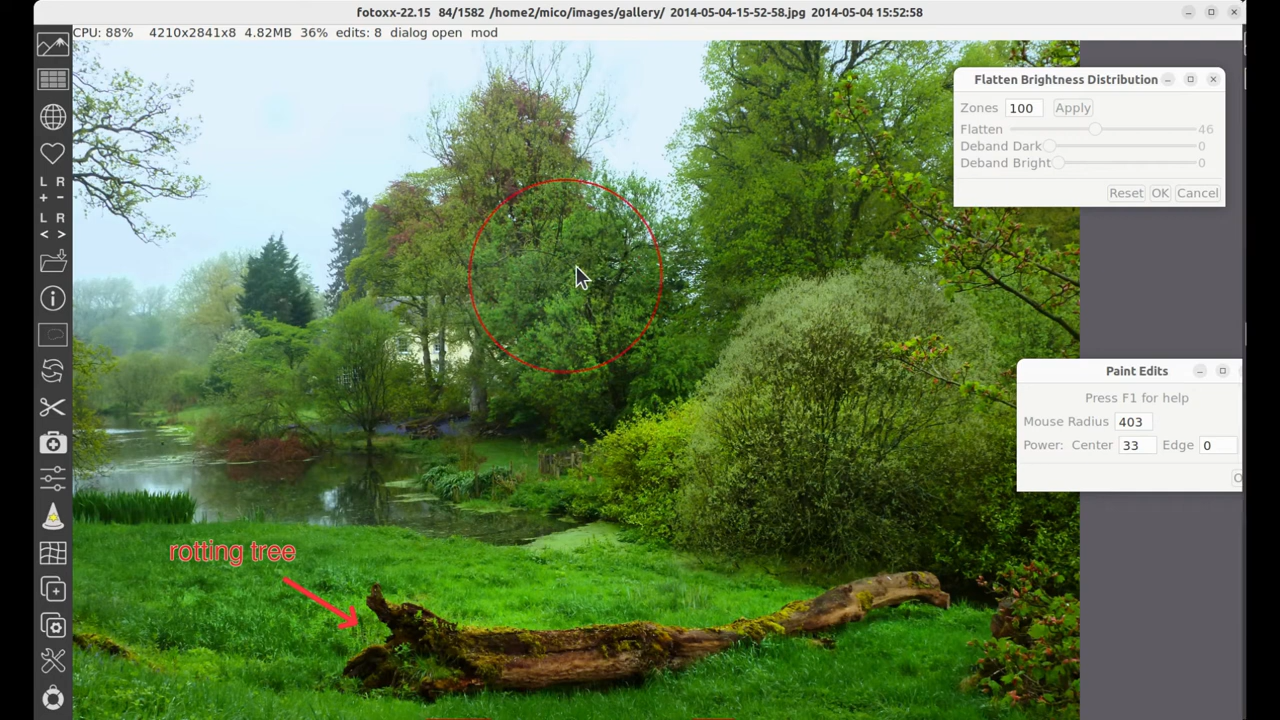 fotoxx-22.15 84/1582 /home2/mico/images/gallery/ 2014-05-04-15-52-58.jpg 2014-05-04 15:52:58
CPU: 88% 4210x2841x8 4.82MB 36% edits: 8 dialog open mod
L R
+ -
L R
< >
Flatten Brightness Distribution
Zones 100 Apply
Flatten 46
Deband Dark 0
Deband Bright 0
Reset OK Cancel
Paint Edits
Press F1 for help
Mouse Radius 403
Power: Center 33 Edge 0
rotting tree